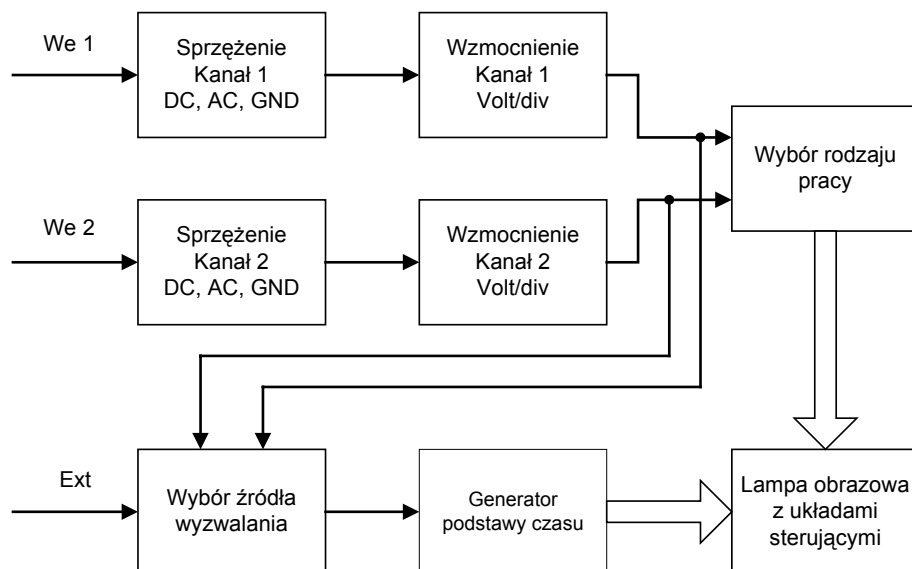 We 1
Sprzężenie
Kanał 1
DC, AC, GND
Wzmocnienie
Kanał 1
Volt/div
Wybór rodzaju
pracy
We 2
Sprzężenie
Kanał 2
DC, AC, GND
Wzmocnienie
Kanał 2
Volt/div
Ext
Wybór źródła
wyzwalania
Generator
podstawy czasu
Lampa obrazowa
z układami
sterującymi